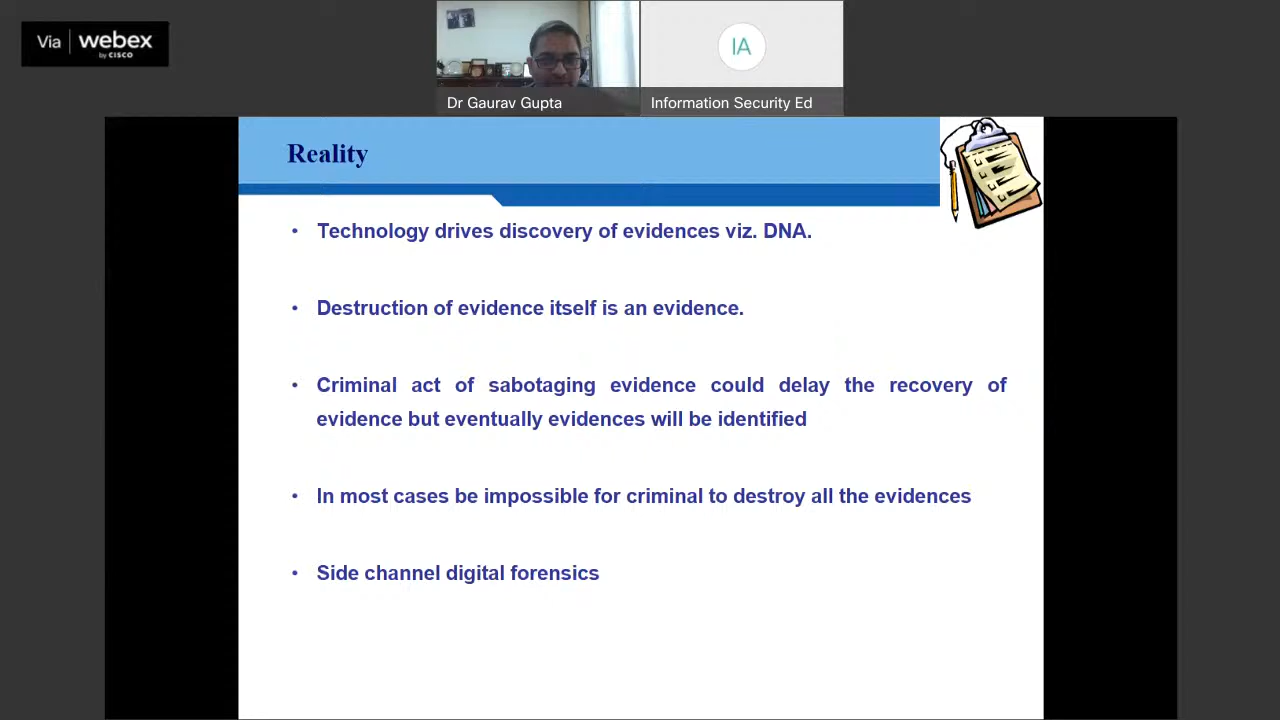 Via webex
by CISCO
IA
Dr Gaurav Gupta
Information Security Ed
Reality
• Technology drives discovery of evidences viz. DNA.
• Destruction of evidence itself is an evidence.
• Criminal act of sabotaging evidence could delay the recovery of
evidence but eventually evidences will be identified
• In most cases be impossible for criminal to destroy all the evidences
• Side channel digital forensics